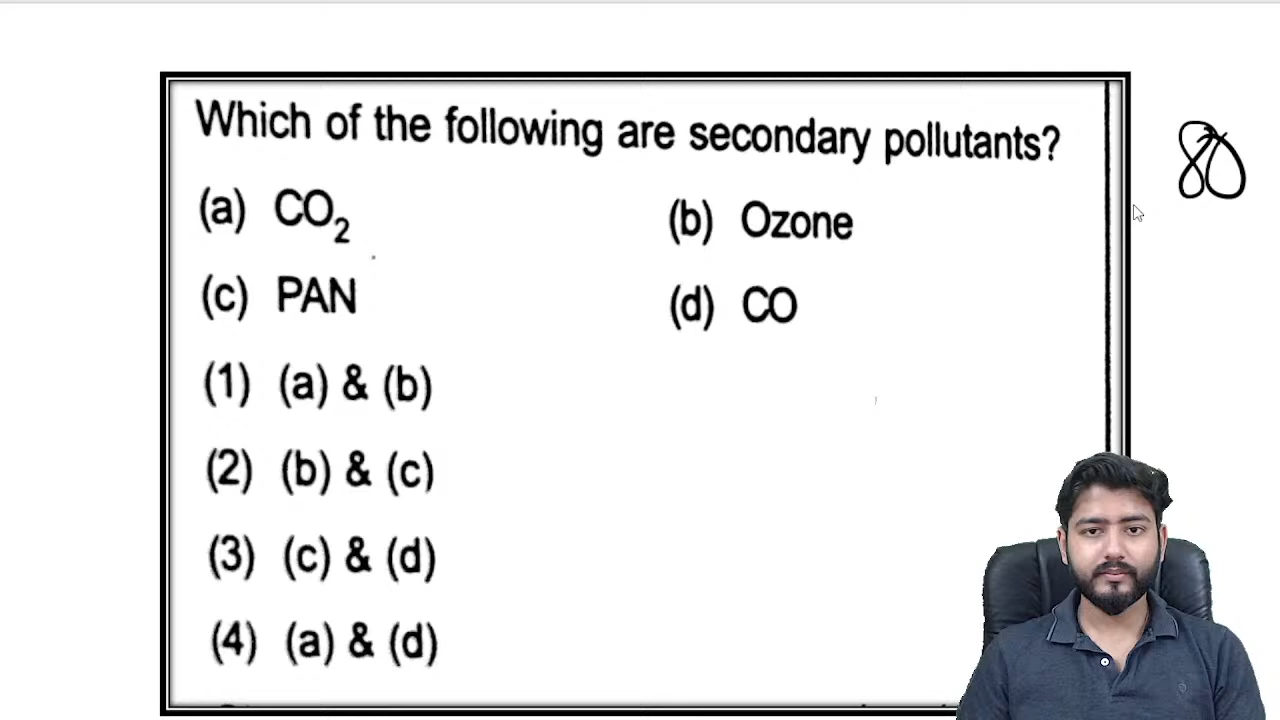 Which of the following are secondary pollutants?
(a) CO₂ (b) Ozone
(c) PAN (d) CO
(1) (a) & (b)
(2) (b) & (c)
(3) (c) & (d)
(4) (a) & (d)
80